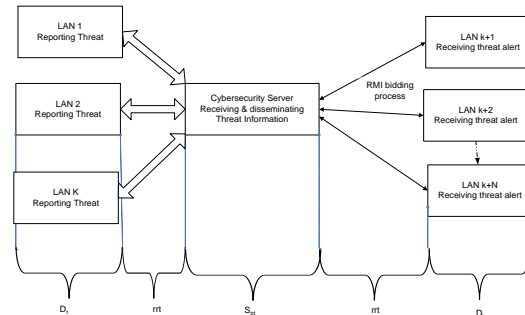 LAN 1
Reporting Threat
LAN 2
Reporting Threat
LAN K
Reporting Threat
Cybersecurity Server
Receiving & disseminating
Threat Information
RMI bidding
process
LAN k+1
Receiving threat alert
LAN k+2
Receiving threat alert
LAN k+N
Receiving threat alert
rrt
rrt